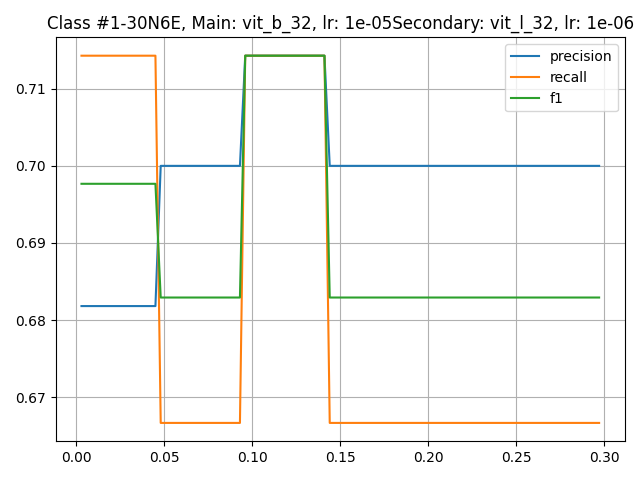 Class #1-30N6E, Main: vit_b_32, lr: 1e-05Secondary: vit_l_32, lr: 1e-06
precision
recall
f1
0.71
0.70
0.69
0.68
0.67
0.00 0.05 0.10 0.15 0.20 0.25 0.30